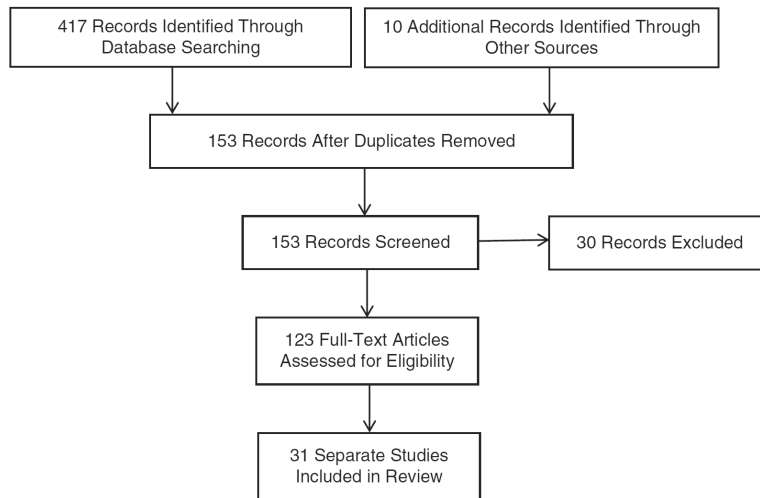 417 Records Identified Through
Database Searching
10 Additional Records Identified Through
Other Sources
153 Records After Duplicates Removed
153 Records Screened
30 Records Excluded
123 Full-Text Articles
Assessed for Eligibility
31 Separate Studies
Included in Review